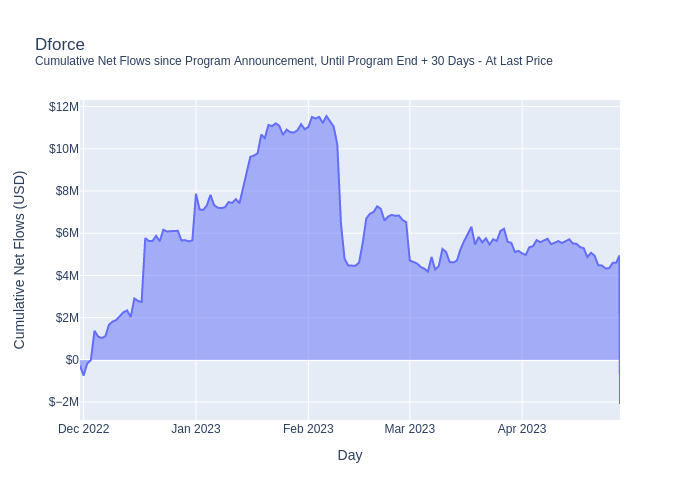 Dforce
Cumulative Net Flows since Program Announcement, Until Program End + 30 Days - At Last Price
Cumulative Net Flows (USD)
$12M
$10M
$8M
$6M
$4M
$2M
$0
$−2M
Dec 2022
Jan 2023
Feb 2023
Mar 2023
Apr 2023
Day